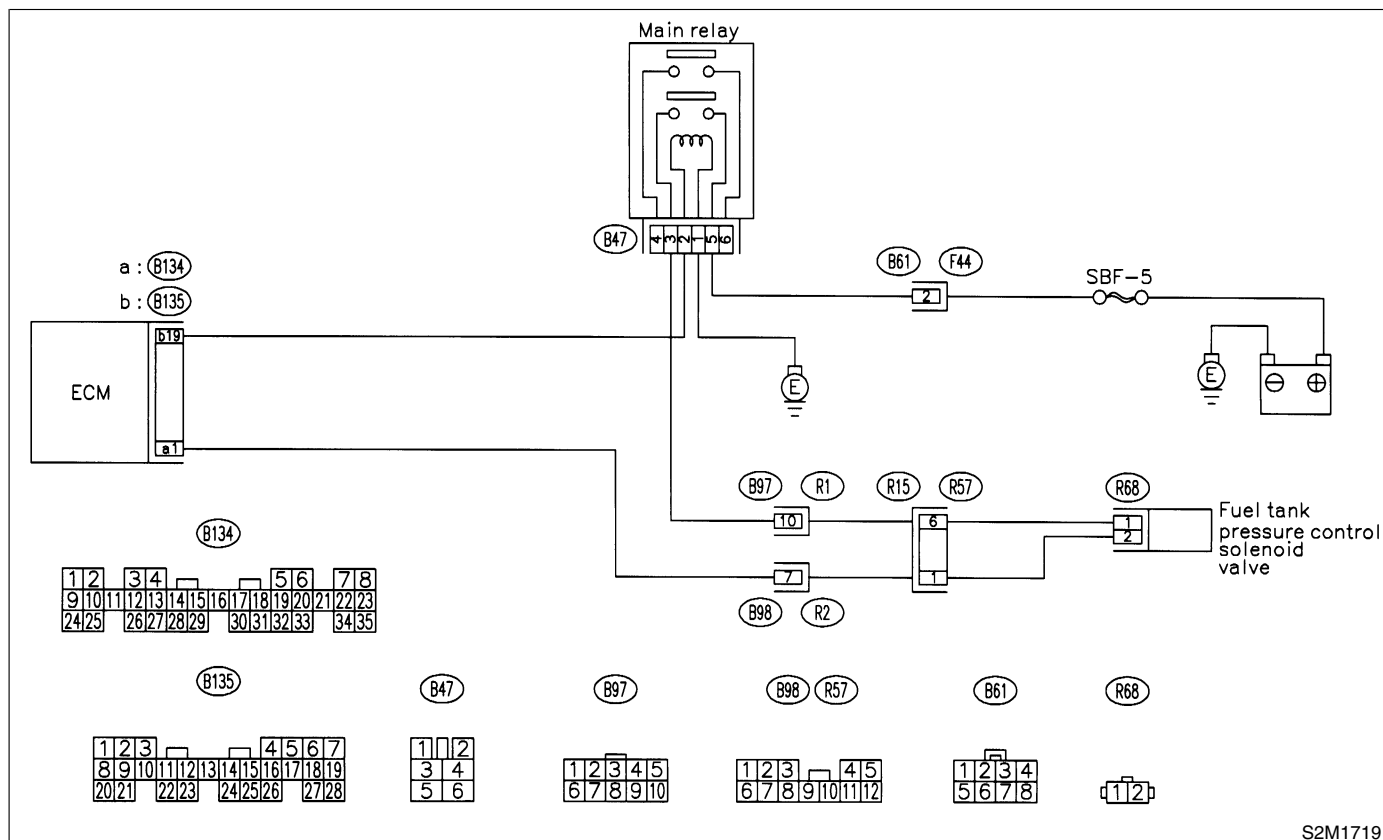 Main relay
4 3 2 1 5 6
B47
a : B134
b : B135
B61 F44
SBF-5
2
b19
ECM
E
E
⊖ ⊕
a1
B97 R1 R15 R57 R68
10 6 1
2
Fuel tank
pressure control
solenoid
valve
7 1
B98 R2
B134
1 2 3 4 5 6 7 8
9 10 11 12 13 14 15 16 17 18 19 20 21 22 23
24 25 26 27 28 29 30 31 32 33 34 35
B135
1 2 3 4 5 6 7
8 9 10 11 12 13 14 15 16 17 18 19
20 21 22 23 24 25 26 27 28
B47
1 2
3 4
5 6
B97
1 2 3 4 5
6 7 8 9 10
B98 R57
1 2 3 4 5
6 7 8 9 10 11 12
B61
1 2 3 4
5 6 7 8
R68
1 2
S2M1719